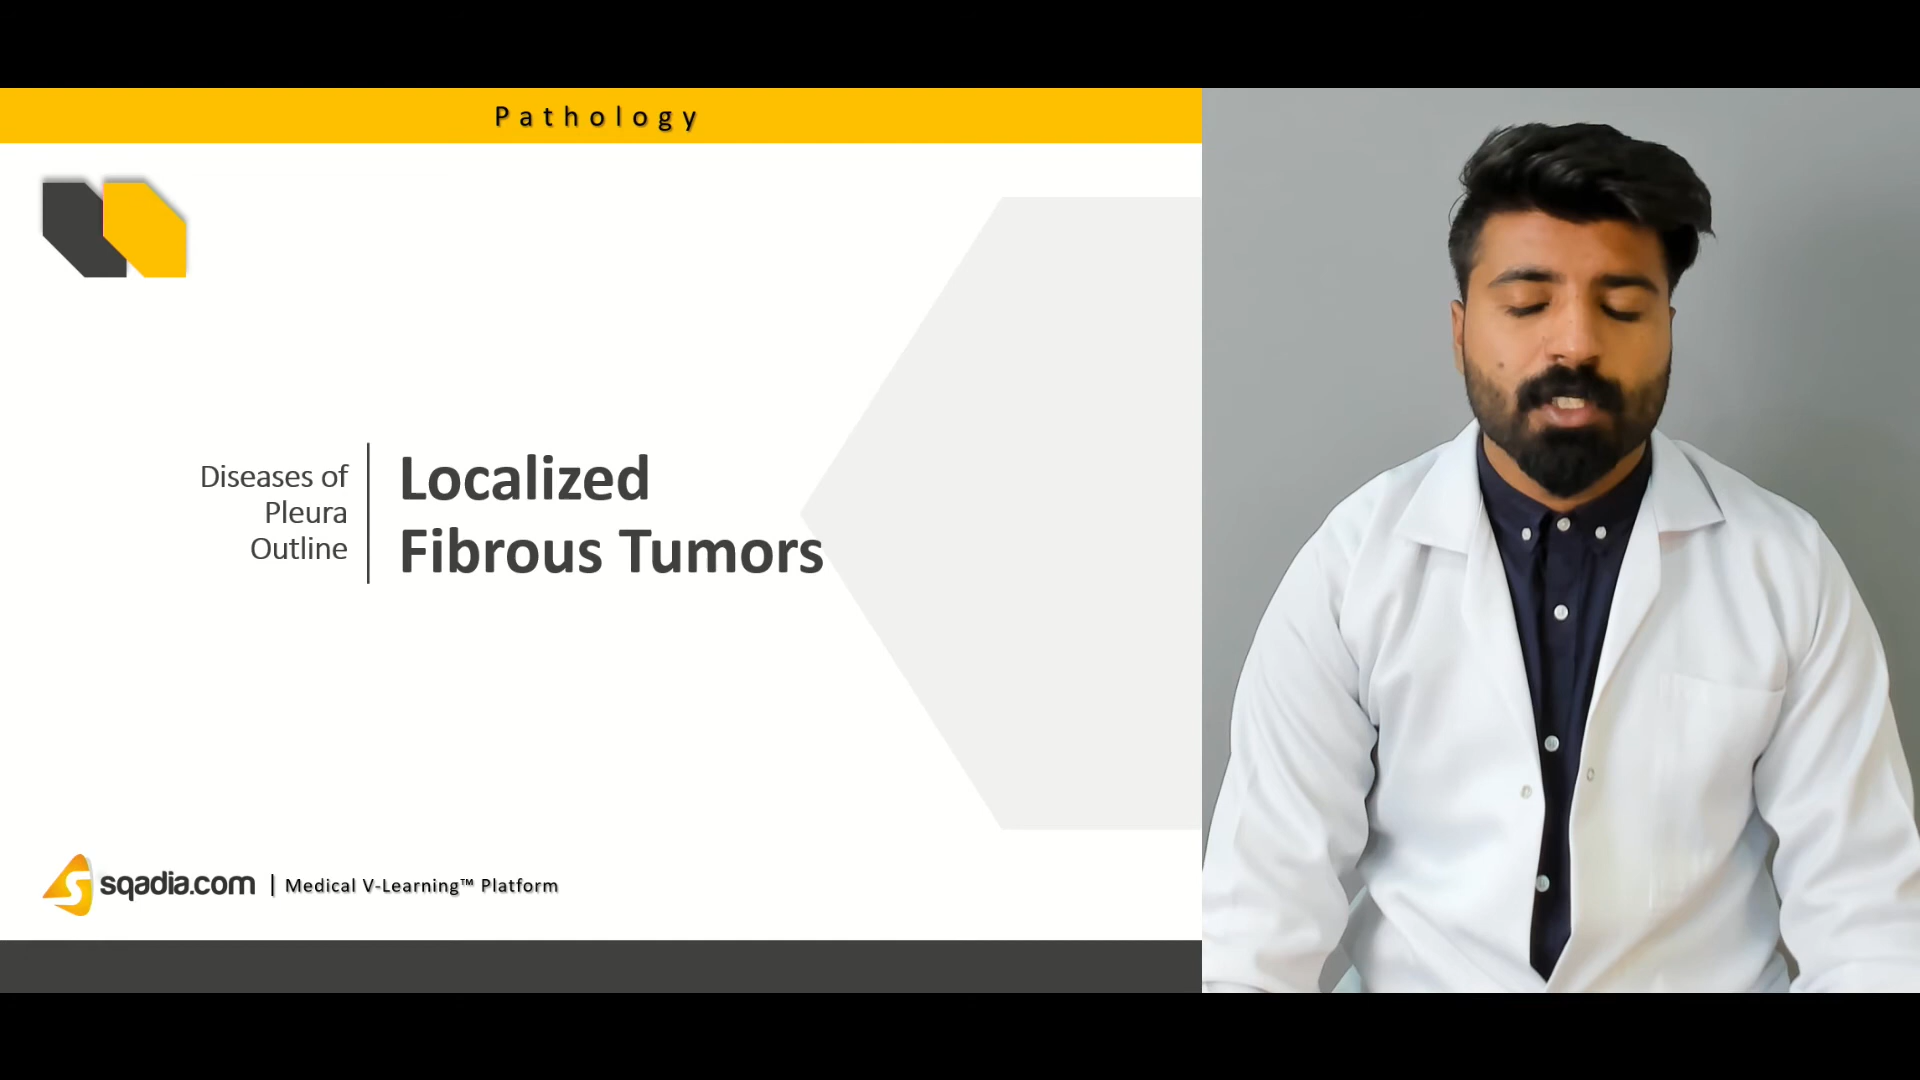 Pathology
Diseases of
Pleura
Outline
Localized
Fibrous Tumors
sqadia.com | Medical V-Learning™ Platform